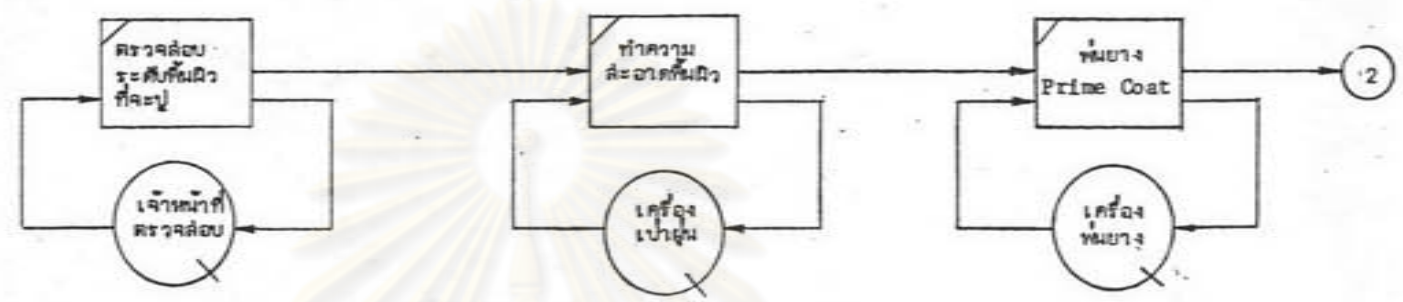 ตรวจสอบ
ระดับพื้นผิว
ที่จะปู
ทำความ
สะอาดพื้นผิว
พ่นยาง
Prime Coat
2
เจ้าหน้าที่
ตรวจสอบ
เครื่อง
เป่าฝุ่น
เครื่อง
พ่นยาง